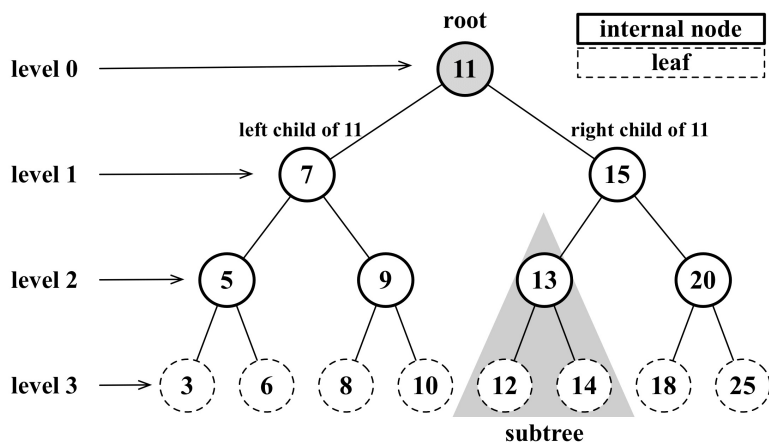 root
internal node
leaf
level 0
11
left child of 11
right child of 11
level 1
7
15
level 2
5
9
13
20
level 3
3
6
8
10
12
14
18
25
subtree